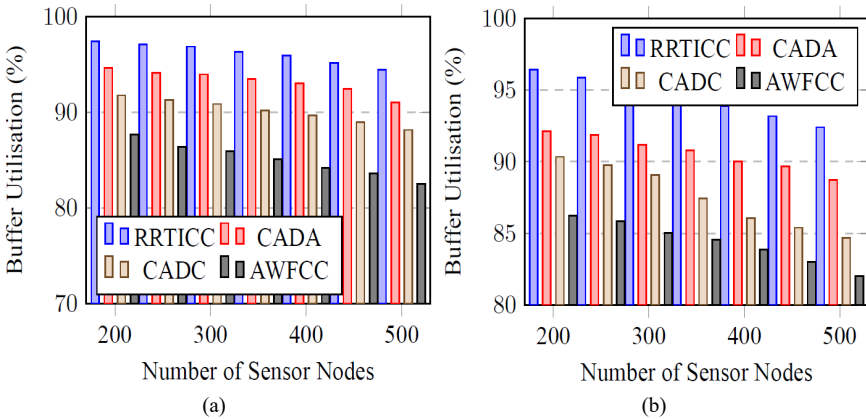 100
90
80
70
Buffer Utilisation (%)
RRTICC CADA
CADC AWFCC
200 300 400 500
Number of Sensor Nodes
(a)
100
95
90
85
80
Buffer Utilisation (%)
RRTICC CADA
CADC AWFCC
200 300 400 500
Number of Sensor Nodes
(b)